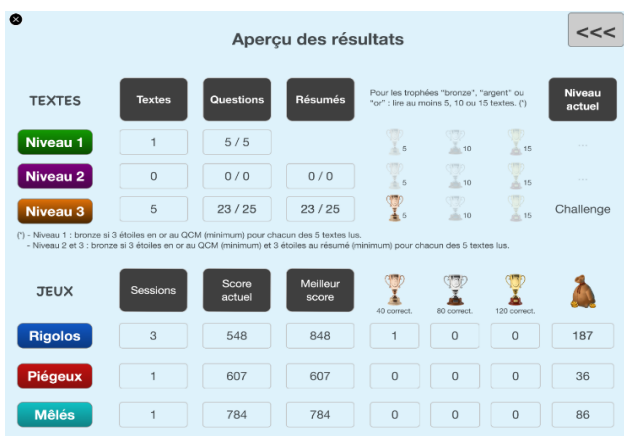 <<<
Aperçu des résultats
TEXTES Textes Questions Résumés Pour les trophées "bronze", "argent" ou "or" : lire au moins 5, 10 ou 15 textes. (*) Niveau actuel
Niveau 1 1 5 / 5 5 10 15 ...
Niveau 2 0 0 / 0 0 / 0 5 10 15 ...
Niveau 3 5 23 / 25 23 / 25 5 10 15 Challenge
(*) - Niveau 1 : bronze si 3 étoiles en or au QCM (minimum) pour chacun des 5 textes lus.
- Niveau 2 et 3 : bronze si 3 étoiles en or au QCM (minimum) et 3 étoiles au résumé (minimum) pour chacun des 5 textes lus.
JEUX Sessions Score actuel Meilleur score 40 correct. 80 correct. 120 correct.
Rigolos 3 548 848 1 0 0 187
Piégeux 1 607 607 0 0 0 36
Mêlés 1 784 784 0 0 0 86